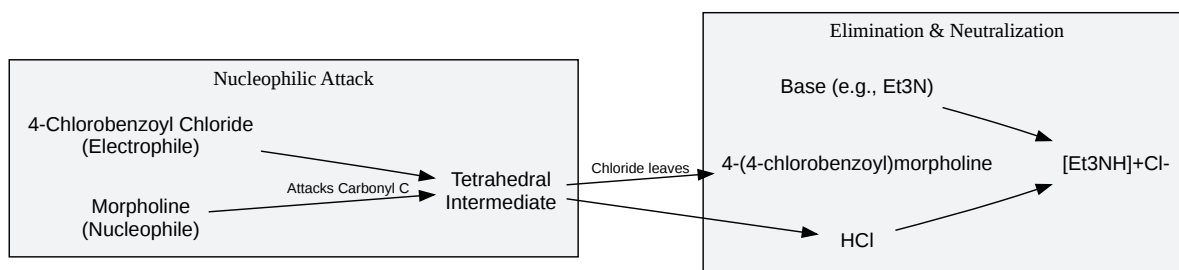 Nucleophilic Attack
4-Chlorobenzoyl Chloride
(Electrophile)
Morpholine
(Nucleophile)
Attacks Carbonyl C
Tetrahedral
Intermediate
Chloride leaves
Elimination & Neutralization
Base (e.g., Et3N)
4-(4-chlorobenzoyl)morpholine
HCl
[Et3NH]+Cl-